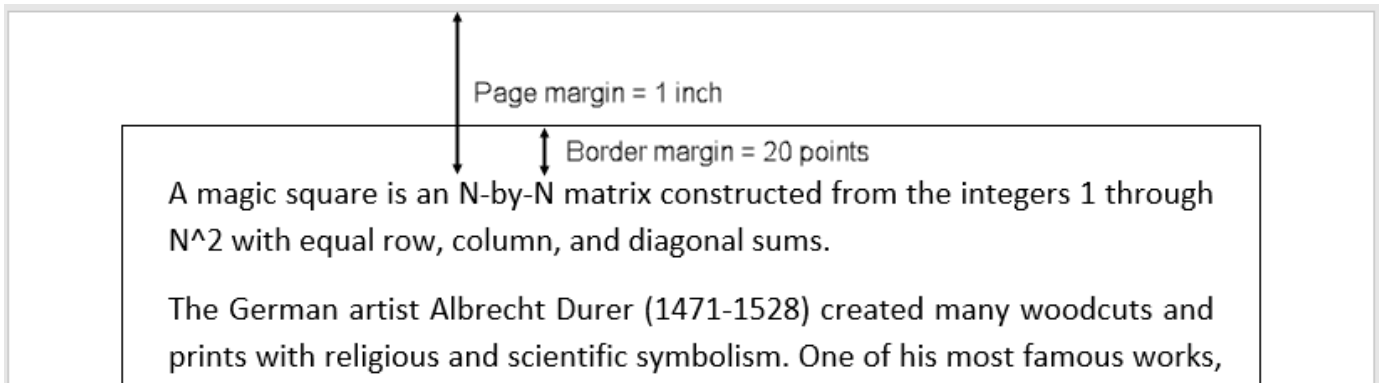 Page margin = 1 inch
Border margin = 20 points
A magic square is an N-by-N matrix constructed from the integers 1 through
N^2 with equal row, column, and diagonal sums.
The German artist Albrecht Durer (1471-1528) created many woodcuts and
prints with religious and scientific symbolism. One of his most famous works,